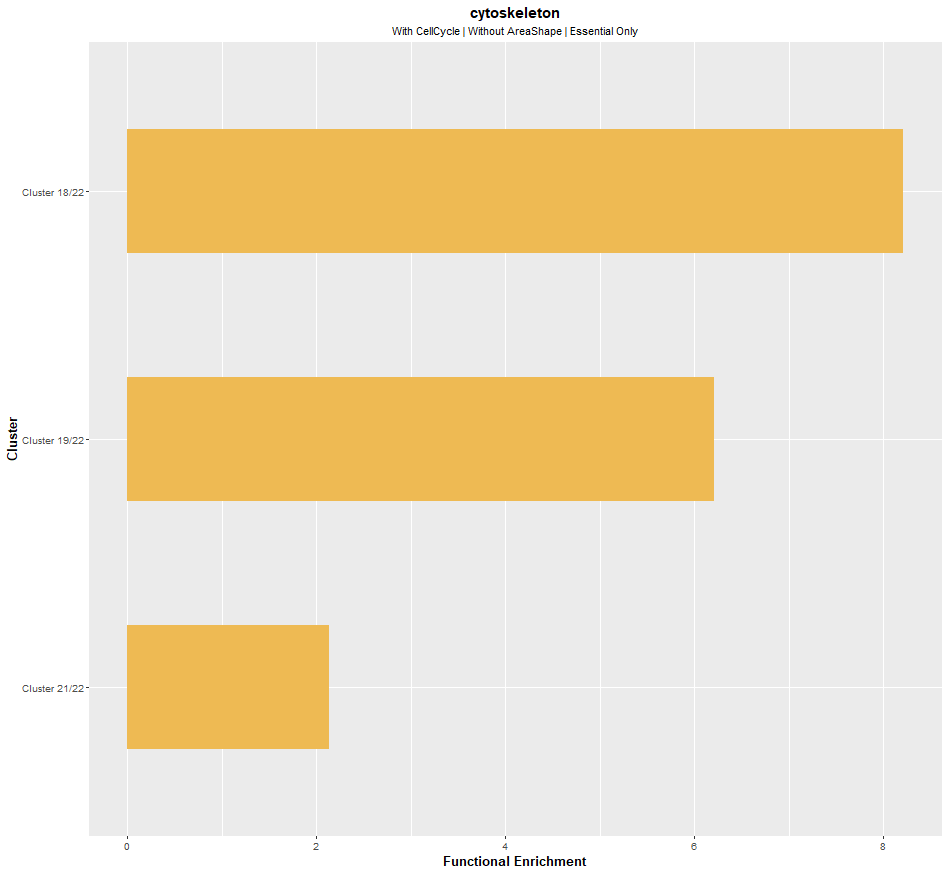 cytoskeleton
With CellCycle | Without AreaShape | Essential Only
Cluster
Cluster 18/22
Cluster 19/22
Cluster 21/22
0 2 4 6 8
Functional Enrichment